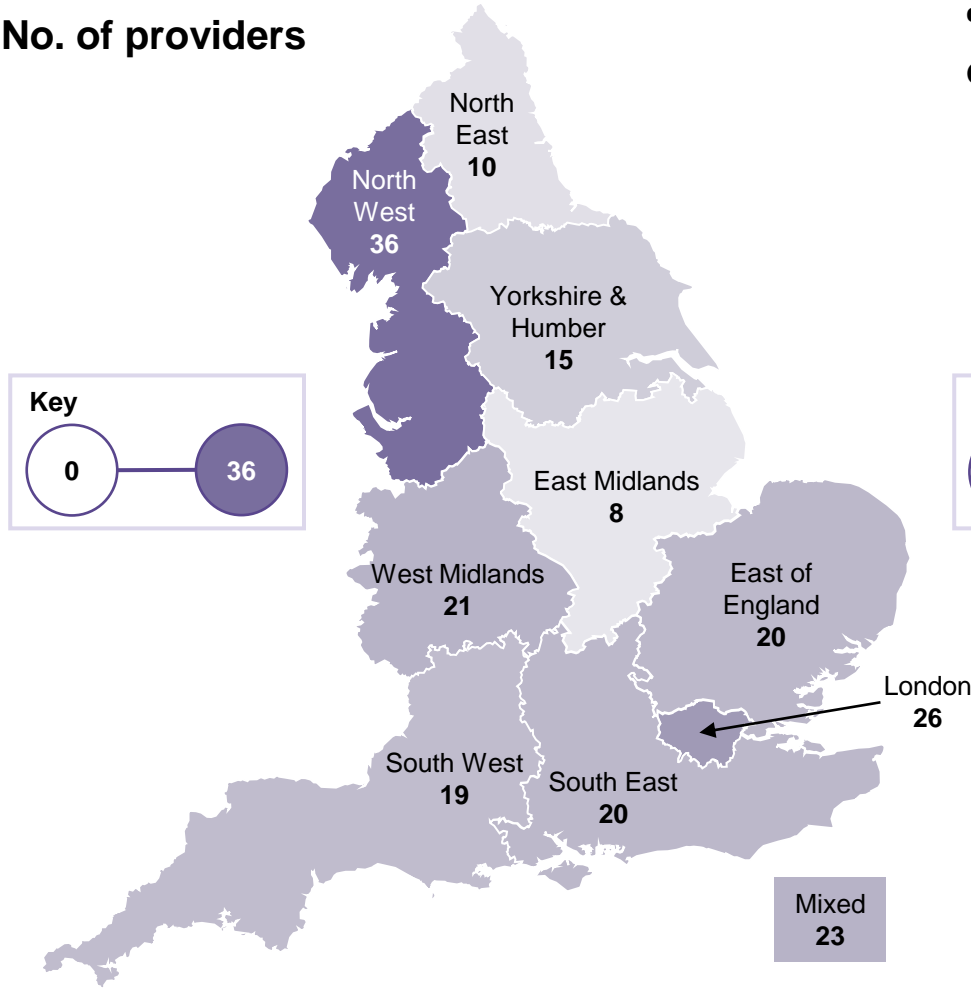 No. of providers
North
East
10
North
West
36
Yorkshire &
Humber
15
Key
0
36
East Midlands
8
West Midlands
21
East of
England
20
London
26
South West
19
South East
20
Mixed
23